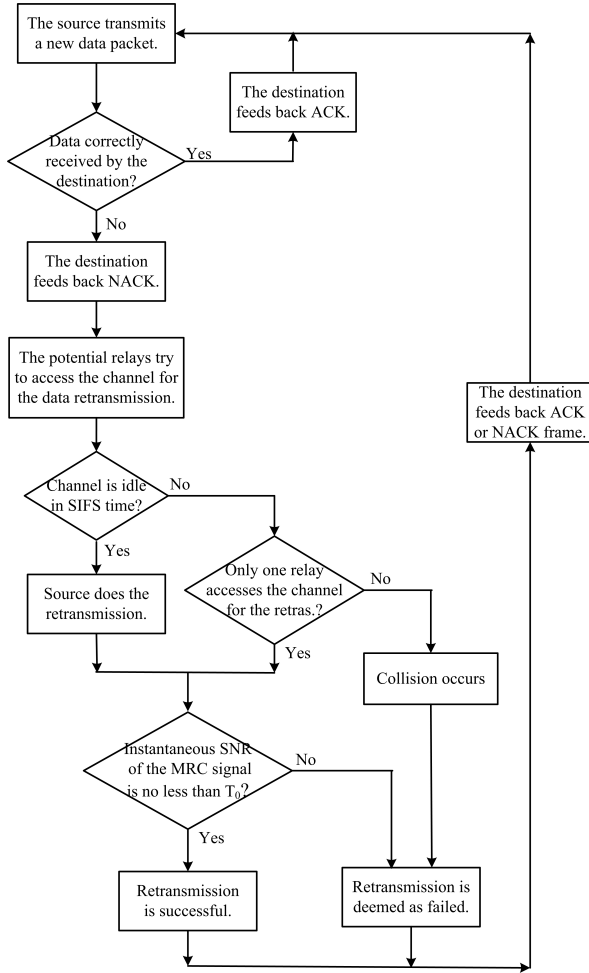 The source transmits
a new data packet.
The destination
feeds back ACK.
Data correctly
received by the
destination?
Yes
No
The destination
feeds back NACK.
The potential relays try
to access the channel for
the data retransmission.
The destination
feeds back ACK
or NACK frame.
Channel is idle
in SIFS time?
No
Yes
Only one relay
accesses the channel
for the retras.?
No
Source does the
retransmission.
Yes
Collision occurs
Instantaneous SNR
of the MRC signal
is no less than T₀?
No
Yes
Retransmission
is successful.
Retransmission is
deemed as failed.